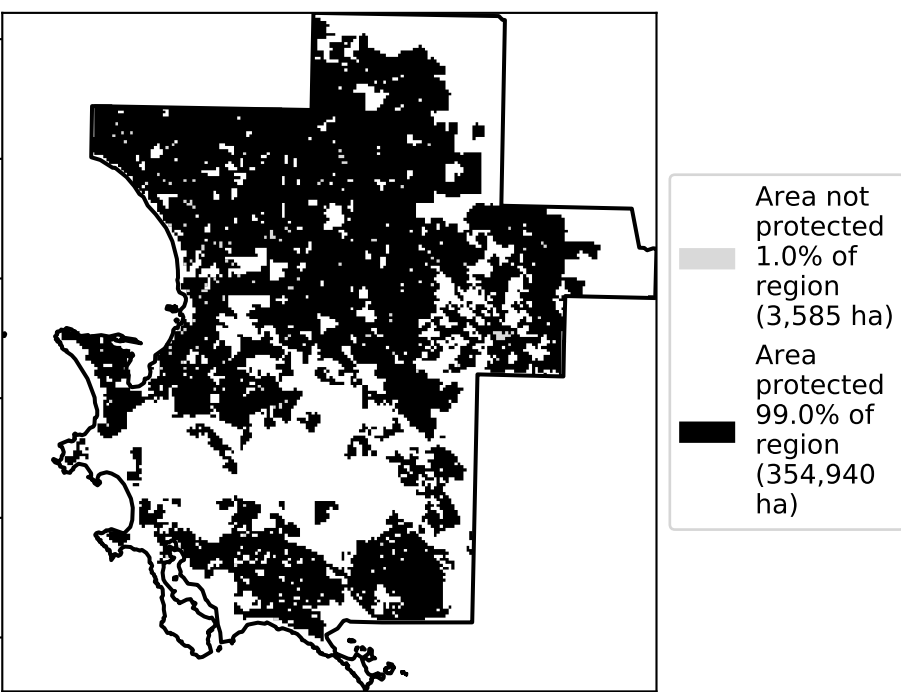 Area not
protected
1.0% of
region
(3,585 ha)
Area
protected
99.0% of
region
(354,940
ha)